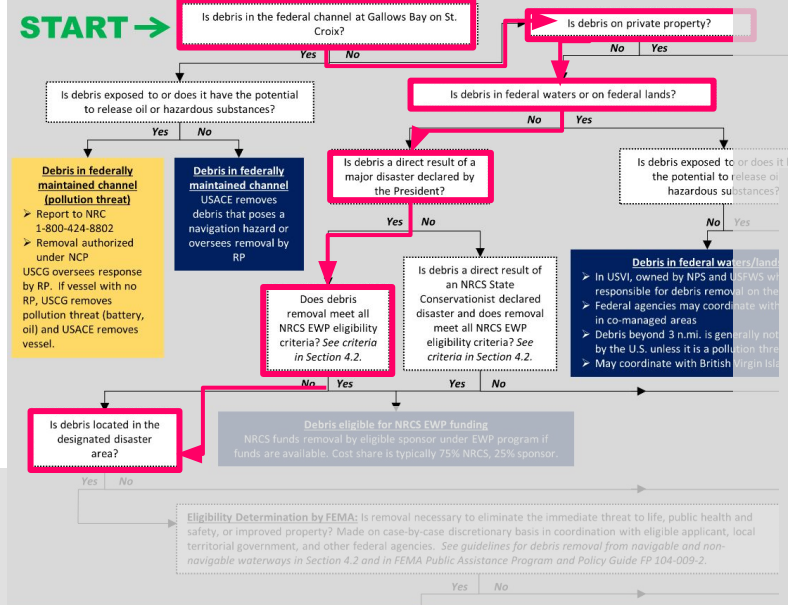 START
Is debris in the federal channel at Gallows Bay on St.
Croix?
Is debris on private property?
Yes No
No Yes
Is debris exposed to or does it have the potential
to release oil or hazardous substances?
Is debris in federal waters or on federal lands?
Yes No
No Yes
Debris in federally
maintained channel
(pollution threat)
➢ Report to NRC
1-800-424-8802
➢ Removal authorized
under NCP
USCG oversees response
by RP. If vessel with no
RP, USCG removes
pollution threat (battery,
oil) and USACE removes
vessel.
Debris in federally
maintained channel
USACE removes
debris that poses a
navigation hazard or
oversees removal by
RP
Is debris a direct result of a
major disaster declared by
the President?
Is debris exposed to or does it
the potential to release oi
hazardous substances?
Yes No
No Yes
Does debris
removal meet all
NRCS EWP eligibility
criteria? See criteria
in Section 4.2.
Is debris a direct result of
an NRCS State
Conservationist declared
disaster and does removal
meet all NRCS EWP
eligibility criteria? See
criteria in Section 4.2.
Debris in federal waters/lands
➢ In USVI, owned by NPS and USFWS wh
responsible for debris removal on the
➢ Federal agencies may coordinate with
in co-managed areas
➢ Debris beyond 3 n.mi. is generally not
by the U.S. unless it is a pollution thre
➢ May coordinate with British Virgin Isla
No Yes
Yes No
Is debris located in the
designated disaster
area?
Debris eligible for NRCS EWP funding
NRCS funds removal by eligible sponsor under EWP program if
funds are available. Cost share is typically 75% NRCS, 25% sponsor.
Yes No
Eligibility Determination by FEMA: Is removal necessary to eliminate the immediate threat to life, public health and
safety, or improved property? Made on case-by-case discretionary basis in coordination with eligible applicant, local
territorial government, and other federal agencies. See guidelines for debris removal from navigable and non-
navigable waterways in Section 4.2 and in FEMA Public Assistance Program and Policy Guide FP 104-009-2.
Yes No